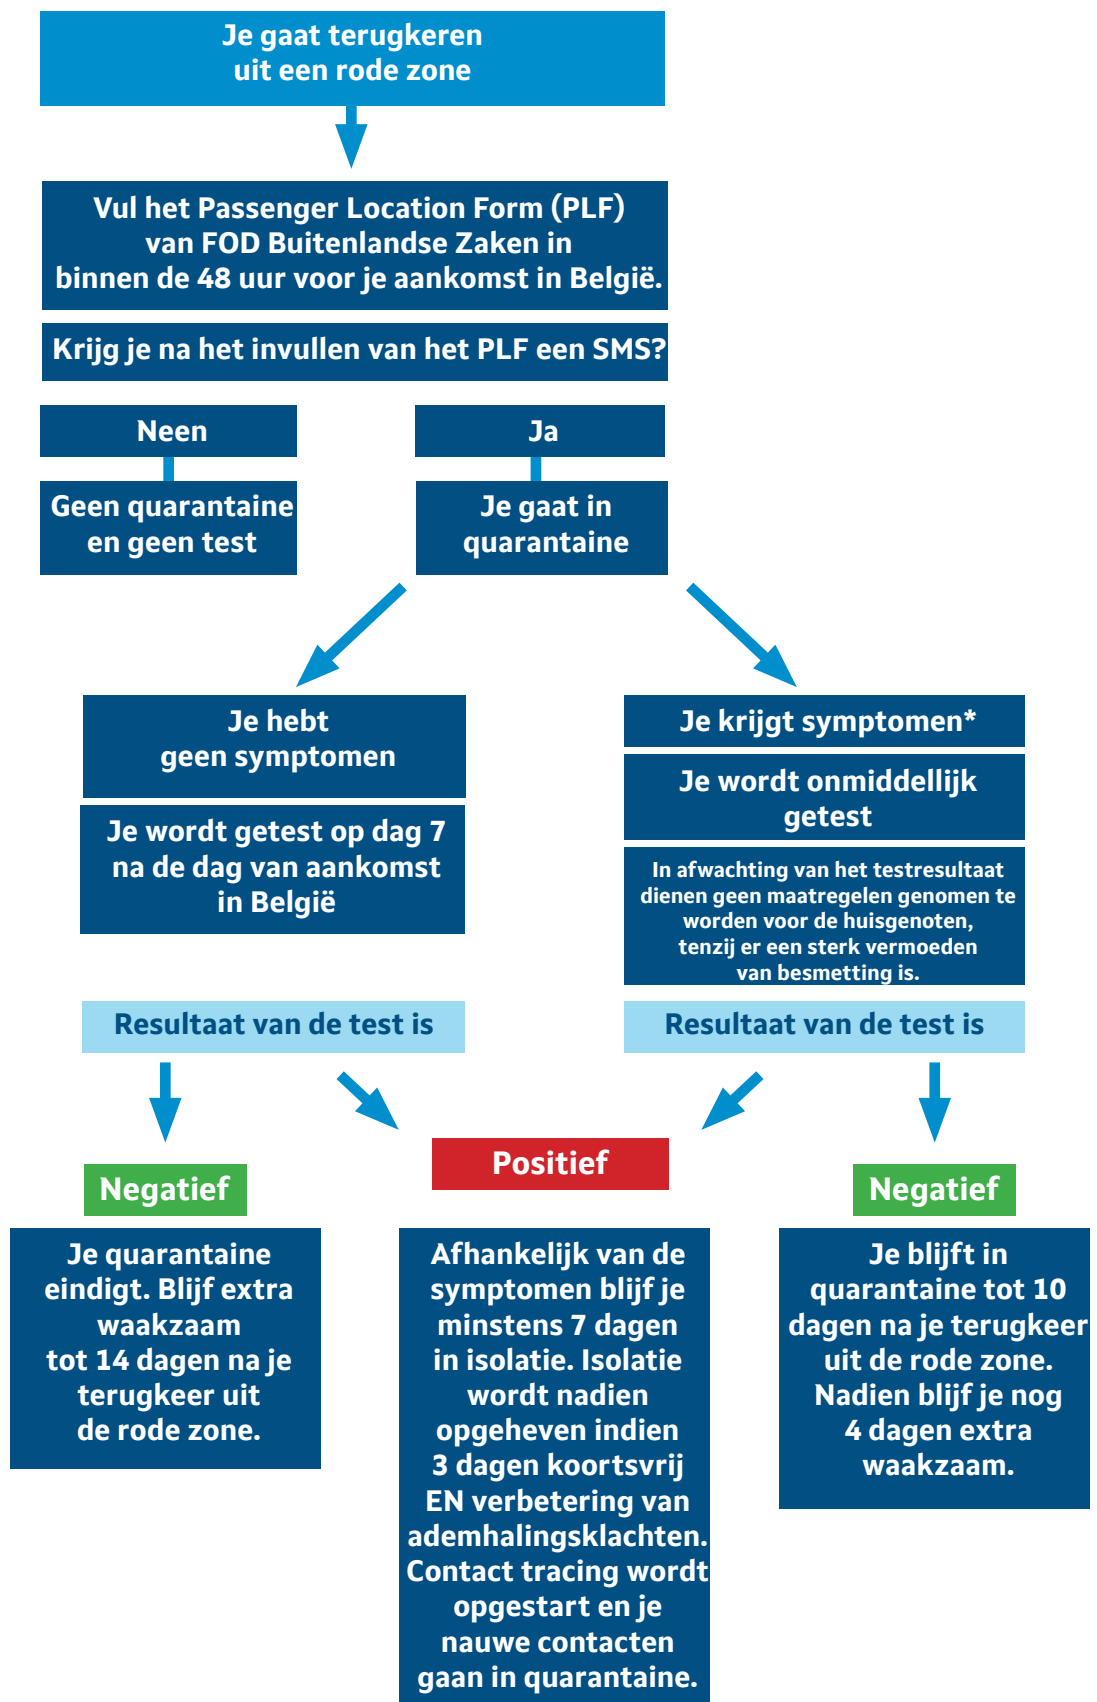 Je gaat terugkeren
uit een rode zone
Vul het Passenger Location Form (PLF)
van FOD Buitenlandse Zaken in
binnen de 48 uur voor je aankomst in België.
Krijg je na het invullen van het PLF een SMS?
Neen
Geen quarantaine
en geen test
Ja
Je gaat in
quarantaine
Je hebt
geen symptomen
Je wordt getest op dag 7
na de dag van aankomst
in België
Resultaat van de test is
Je krijgt symptomen*
Je wordt onmiddellijk
getest
In afwachting van het testresultaat
dienen geen maatregelen genomen te
worden voor de huisgenoten,
tenzij er een sterk vermoeden
van besmetting is.
Resultaat van de test is
Negatief
Je quarantaine
eindigt. Blijf extra
waakzaam
tot 14 dagen na je
terugkeer uit
de rode zone.
Positief
Afhankelijk van de
symptomen blijf je
minstens 7 dagen
in isolatie. Isolatie
wordt nadien
opgeheven indien
3 dagen koortsvrij
EN verbetering van
ademhalingsklachten.
Contact tracing wordt
opgestart en je
nauwe contacten
gaan in quarantaine.
Negatief
Je blijft in
quarantaine tot 10
dagen na je terugkeer
uit de rode zone.
Nadien blijf je nog
4 dagen extra
waakzaam.